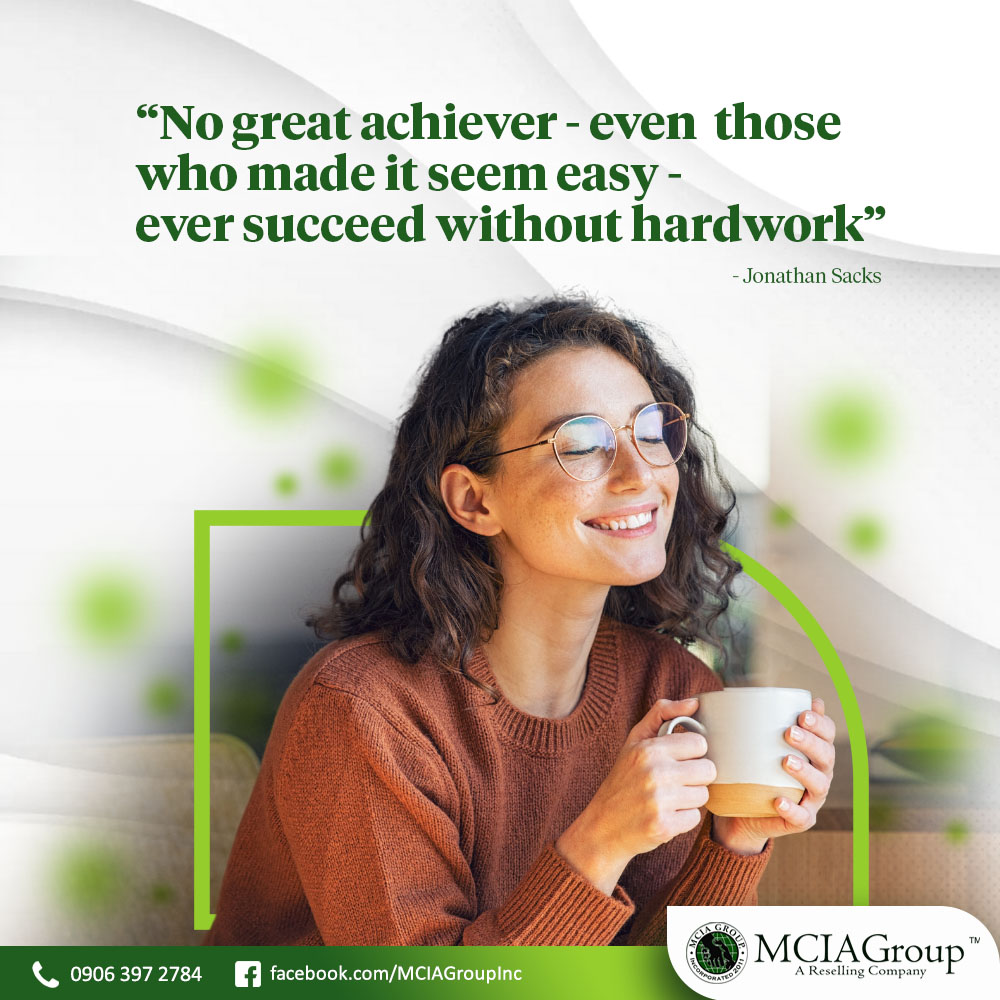 “No great achiever - even those
who made it seem easy -
ever succeed without hardwork”
- Jonathan Sacks
0906 397 2784
facebook.com/MCIAGroupInc
MCIA GROUP
INCORPORATED 2011
MCIAGroup™
A Reselling Company